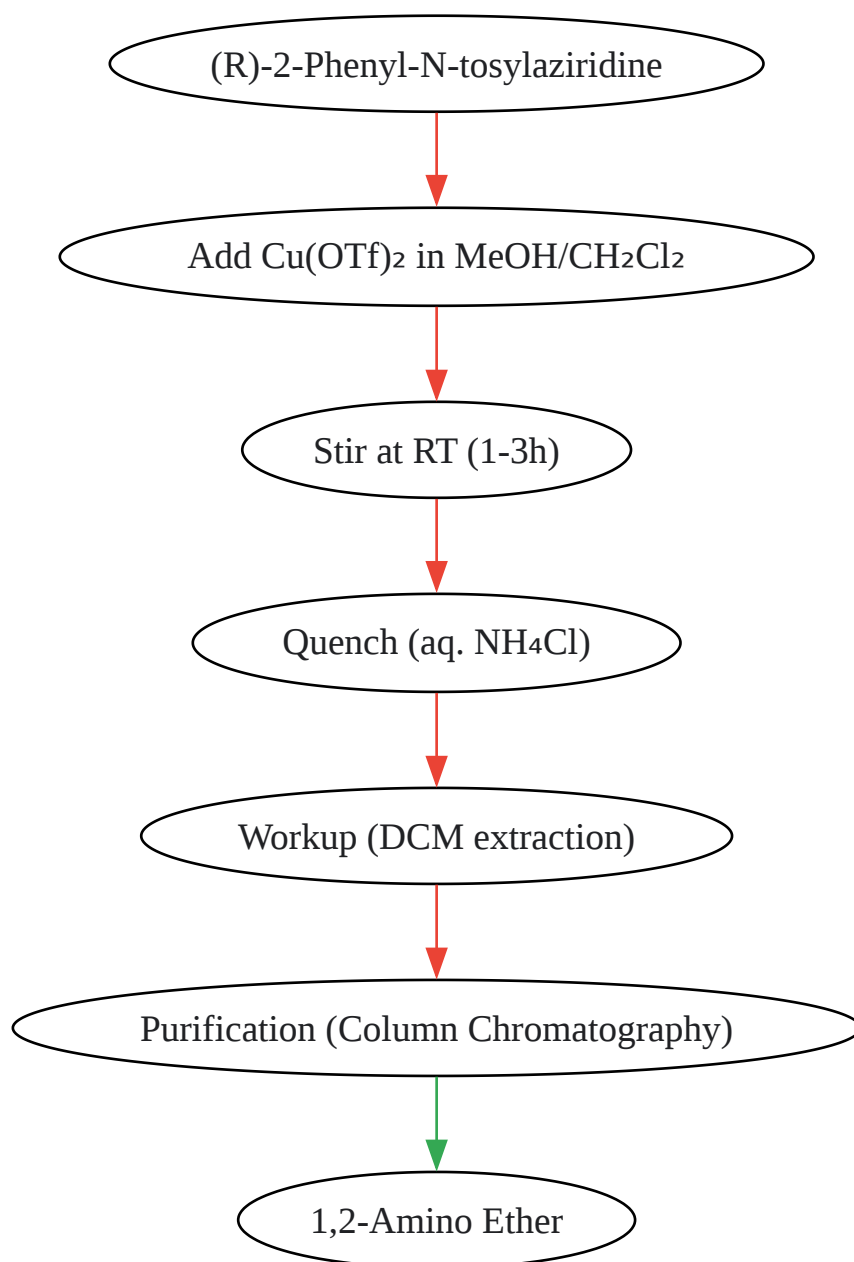 (R)-2-Phenyl-N-tosylaziridine
Add Cu(OTf)₂ in MeOH/CH₂Cl₂
Stir at RT (1-3h)
Quench (aq. NH₄Cl)
Workup (DCM extraction)
Purification (Column Chromatography)
1,2-Amino Ether